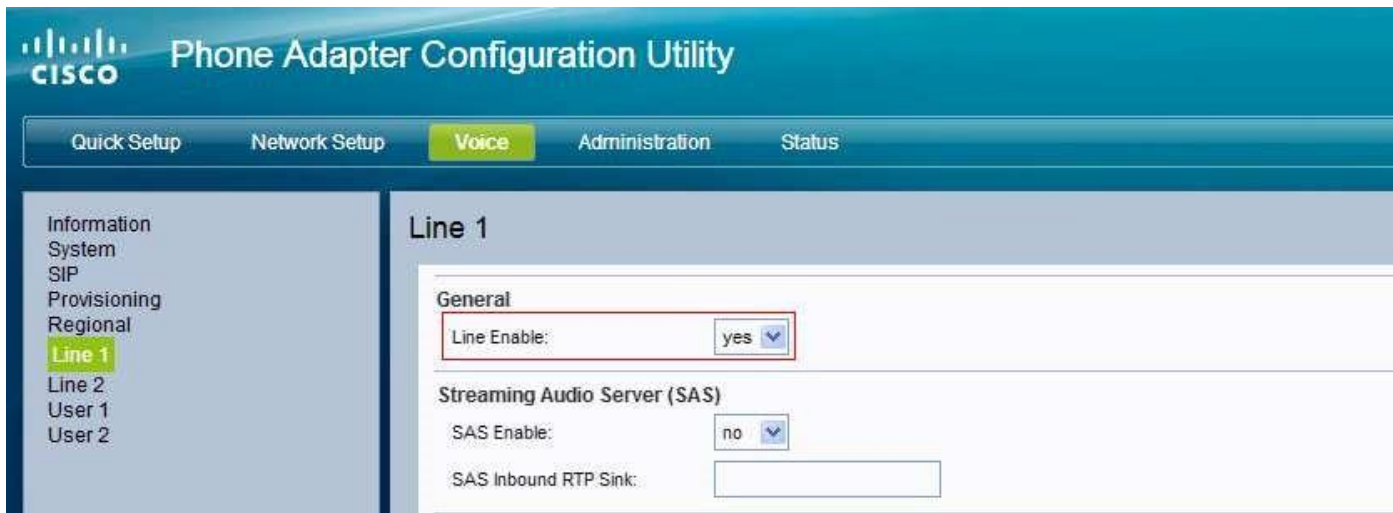 CISCO
Phone Adapter Configuration Utility
Quick Setup Network Setup Voice Administration Status
Information
System
SIP
Provisioning
Regional
Line 1
Line 2
User 1
User 2
Line 1
General
Line Enable: yes
Streaming Audio Server (SAS)
SAS Enable: no
SAS Inbound RTP Sink: